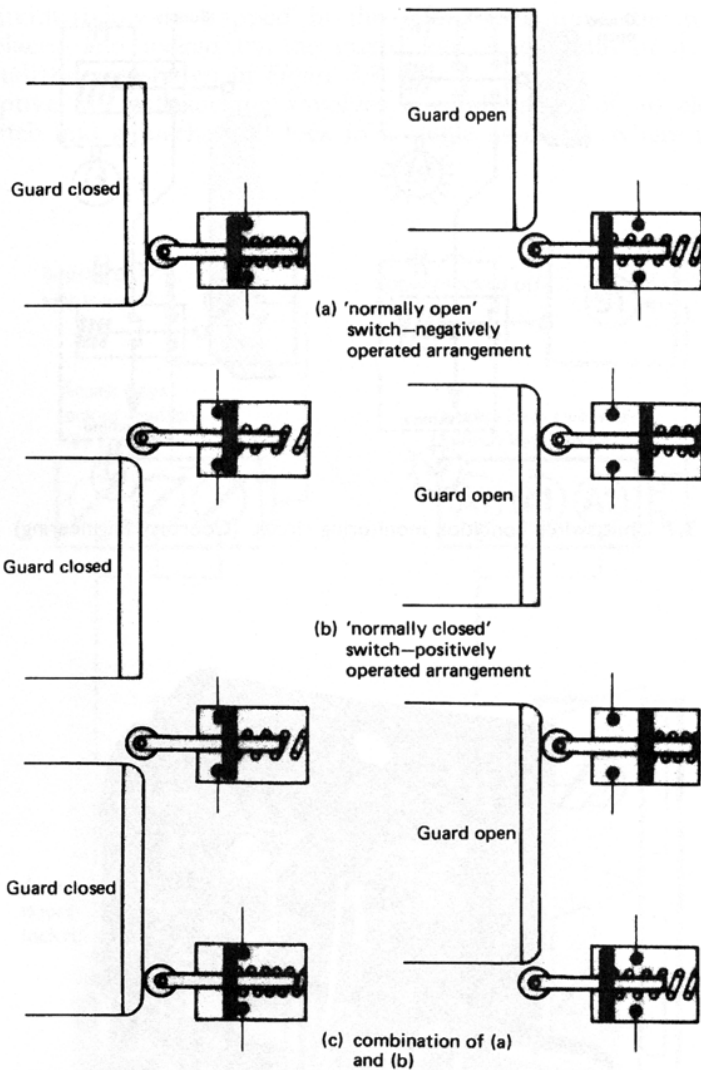 Guard open
Guard closed
(a) 'normally open'
switch—negatively
operated arrangement
Guard open
Guard closed
(b) 'normally closed'
switch—positively
operated arrangement
Guard open
Guard closed
(c) combination of (a)
and (b)